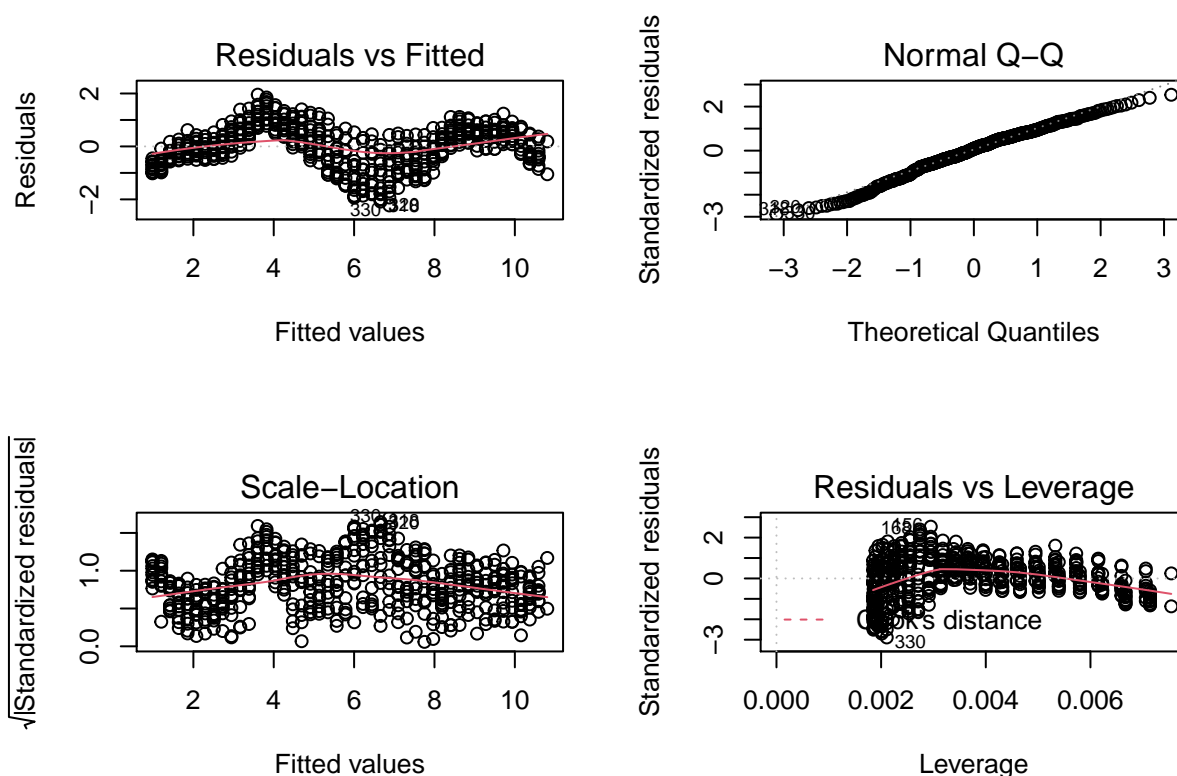 Residuals vs Fitted
Residuals
2
0
−2
330
2 4 6 8 10
Fitted values
Normal Q−Q
Standardized residuals
2
0
−3
−3 −2 −1 0 1 2 3
Theoretical Quantiles
Scale−Location
√|Standardized residuals|
1.0
0.0
330
2 4 6 8 10
Fitted values
Residuals vs Leverage
Standardized residuals
2
0
−3
330
distance
0.000 0.002 0.004 0.006
Leverage